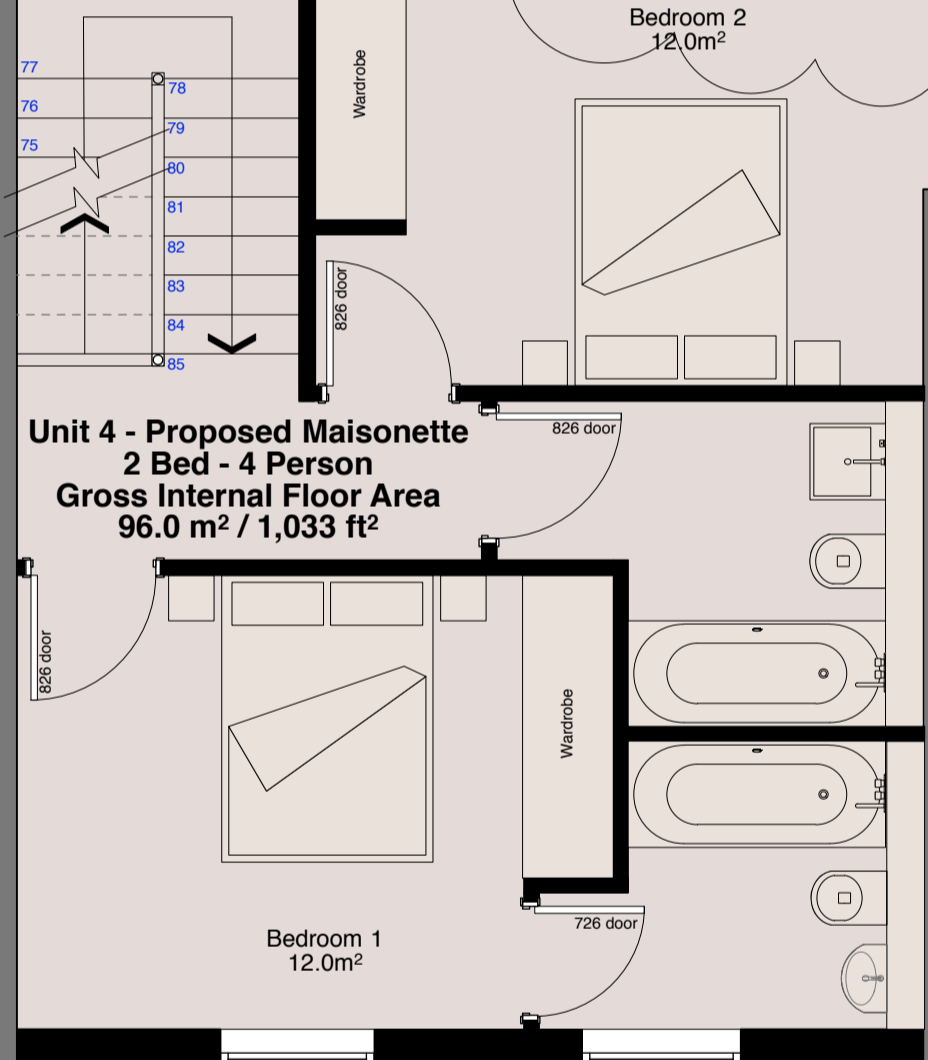 Bedroom 2
12.0m²
Wardrobe
77
78
76
79
75
80
81
82
83
84
85
826 door
826 door
Unit 4 - Proposed Maisonette
2 Bed - 4 Person
Gross Internal Floor Area
96.0 m² / 1,033 ft²
826 door
Wardrobe
726 door
Bedroom 1
12.0m²